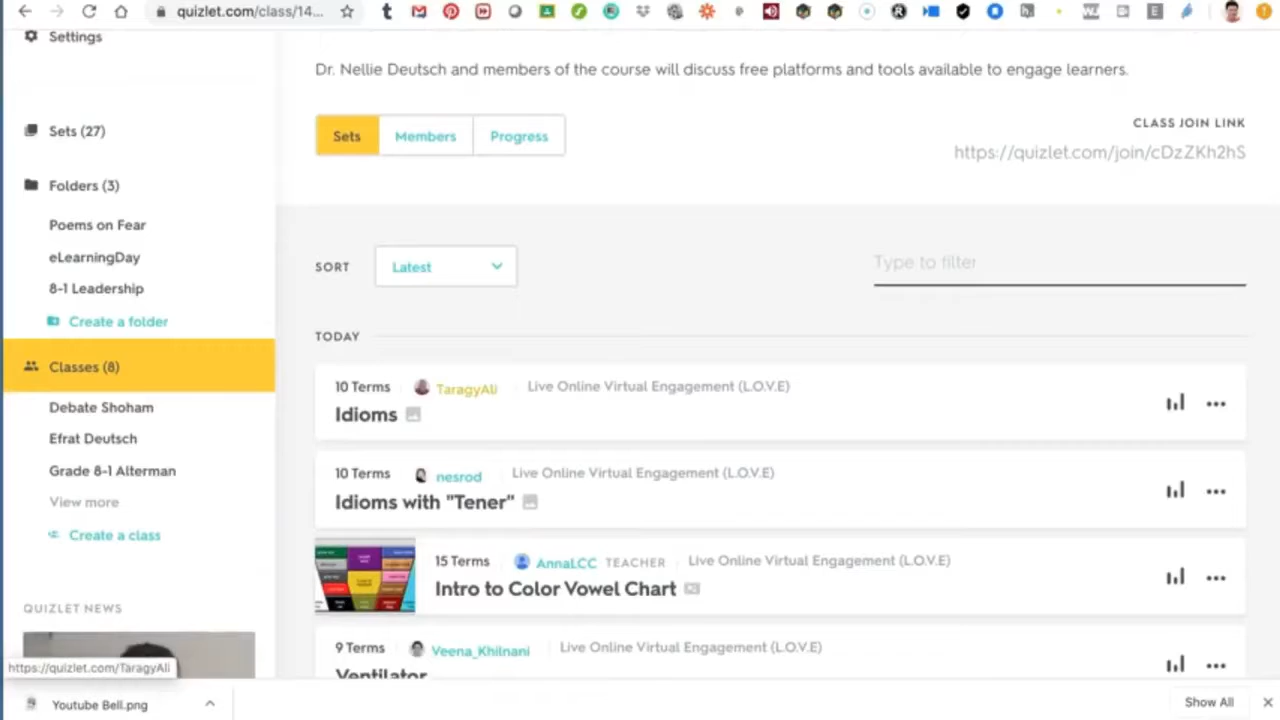 quizlet.com/class/14...
Settings
Dr. Nellie Deutsch and members of the course will discuss free platforms and tools available to engage learners.
Sets (27)
Sets Members Progress
CLASS JOIN LINK
https://quizlet.com/join/cDzZKh2hS
Folders (3)
Poems on Fear
eLearningDay
8-1 Leadership
Create a folder
SORT Latest
Type to filter
TODAY
Classes (8)
Debate Shoham
Efrat Deutsch
Grade 8-1 Alterman
View more
Create a class
10 Terms TaragyAli Live Online Virtual Engagement (L.O.V.E)
Idioms
10 Terms nesrod Live Online Virtual Engagement (L.O.V.E)
Idioms with "Tener"
15 Terms AnnaLCC TEACHER Live Online Virtual Engagement (L.O.V.E)
Intro to Color Vowel Chart
9 Terms Veena_Khilnani Live Online Virtual Engagement (L.O.V.E)
Ventilator
QUIZLET NEWS
https://quizlet.com/TaragyAli
Youtube Bell.png
Show All